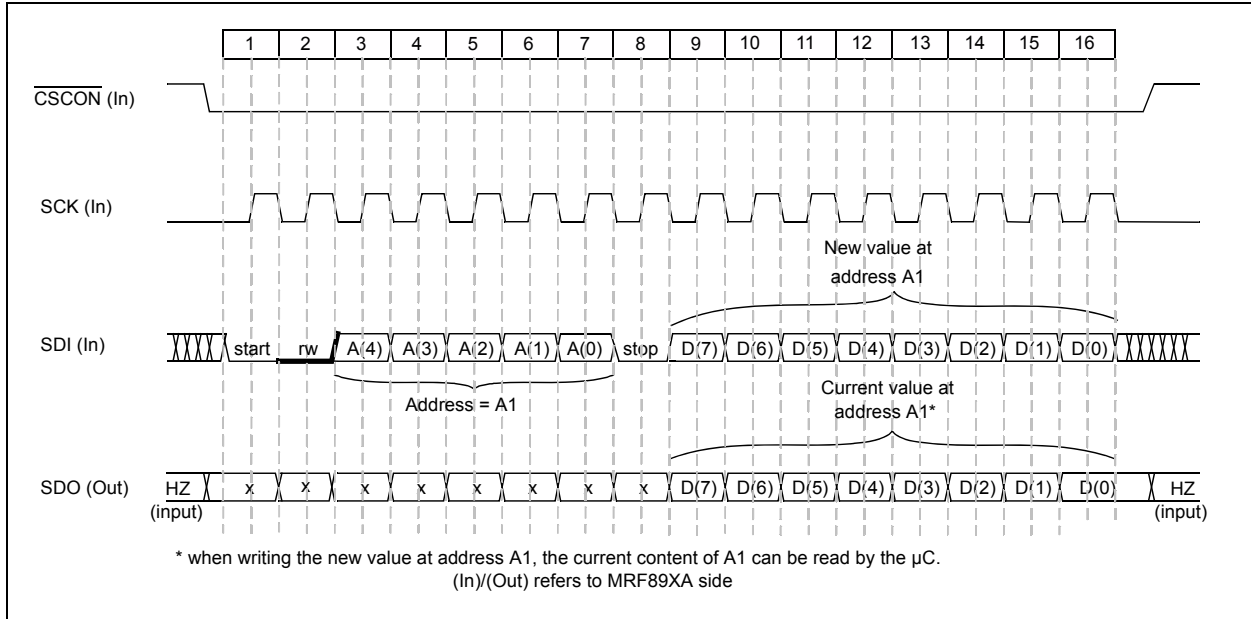 1 2 3 4 5 6 7 8 9 10 11 12 13 14 15 16
CSCON (In)
SCK (In)
New value at
address A1
SDI (In) start rw A(4) A(3) A(2) A(1) A(0) stop D(7) D(6) D(5) D(4) D(3) D(2) D(1) D(0)
Address = A1
Current value at
address A1*
SDO (Out) HZ x x x x x x x x D(7) D(6) D(5) D(4) D(3) D(2) D(1) D(0) HZ
(input) (input)
* when writing the new value at address A1, the current content of A1 can be read by the µC.
(In)/(Out) refers to MRF89XA side